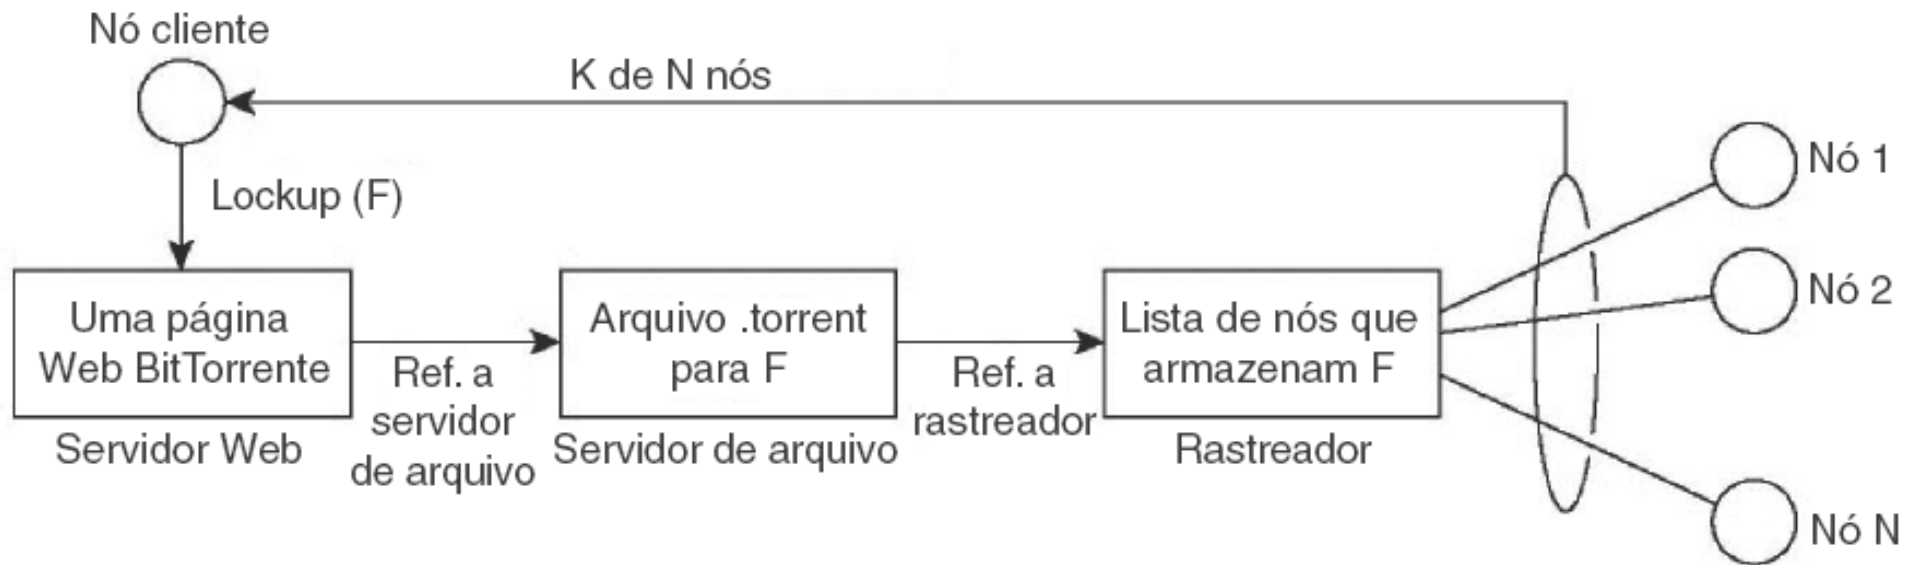 Nó cliente
K de N nós
Nó 1
Lockup (F)
Nó 2
Uma página
Web BitTorrente
Servidor Web
Ref. a
servidor
de arquivo
Arquivo .torrent
para F
Servidor de arquivo
Ref. a
rastreador
Lista de nós que
armazenam F
Rastreador
Nó N